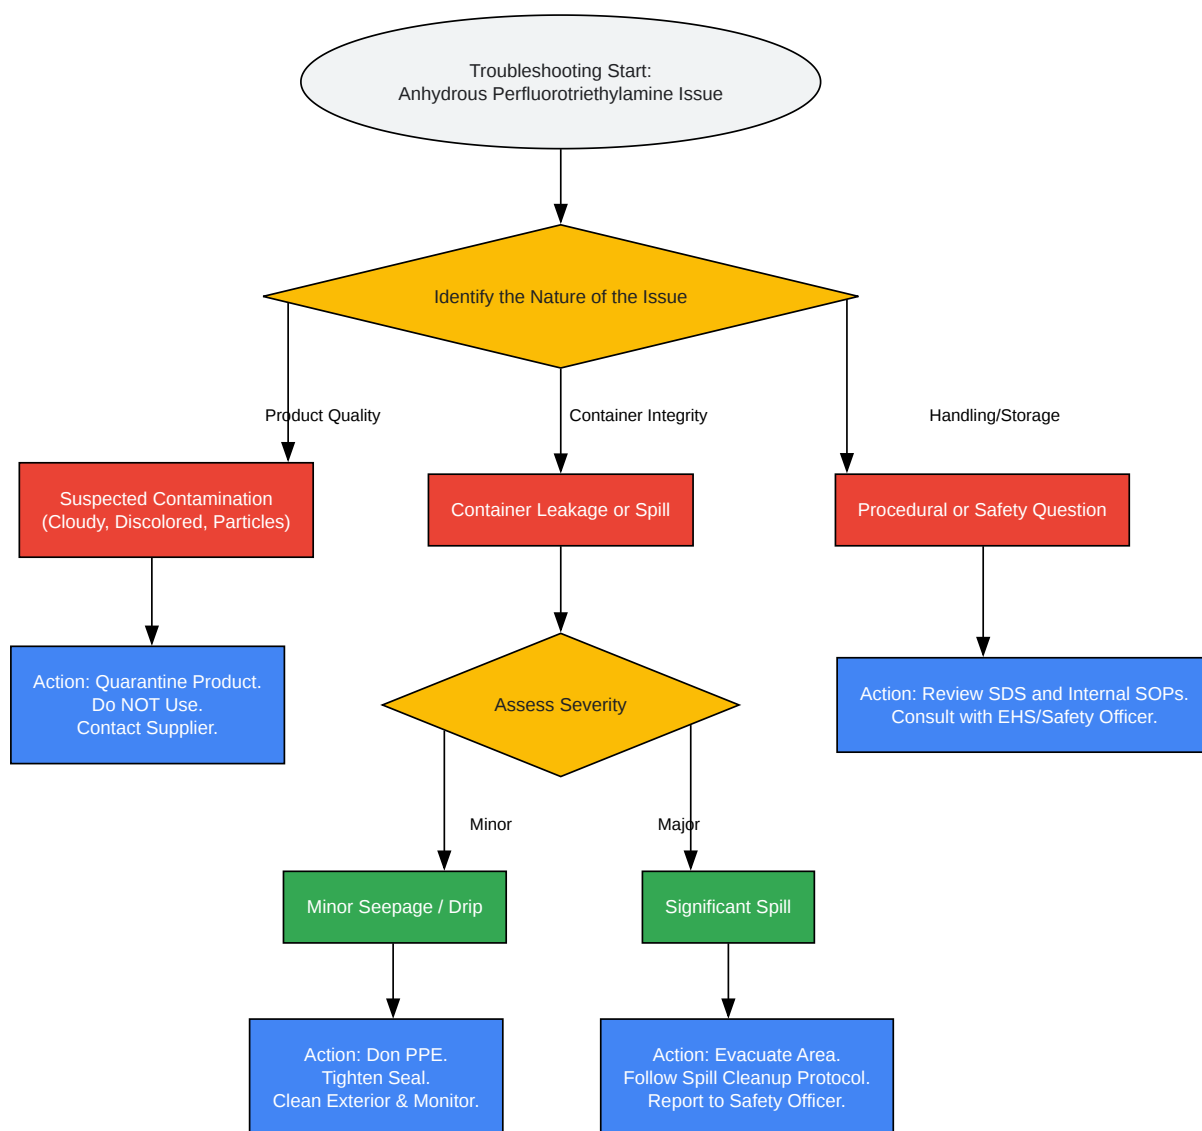 Troubleshooting Start:
Anhydrous Perfluorotriethylamine Issue
Identify the Nature of the Issue
Product Quality
Container Integrity
Handling/Storage
Suspected Contamination
(Cloudy, Discolored, Particles)
Container Leakage or Spill
Procedural or Safety Question
Action: Quarantine Product.
Do NOT Use.
Contact Supplier.
Assess Severity
Action: Review SDS and Internal SOPs.
Consult with EHS/Safety Officer.
Minor
Major
Minor Seepage / Drip
Significant Spill
Action: Don PPE.
Tighten Seal.
Clean Exterior & Monitor.
Action: Evacuate Area.
Follow Spill Cleanup Protocol.
Report to Safety Officer.